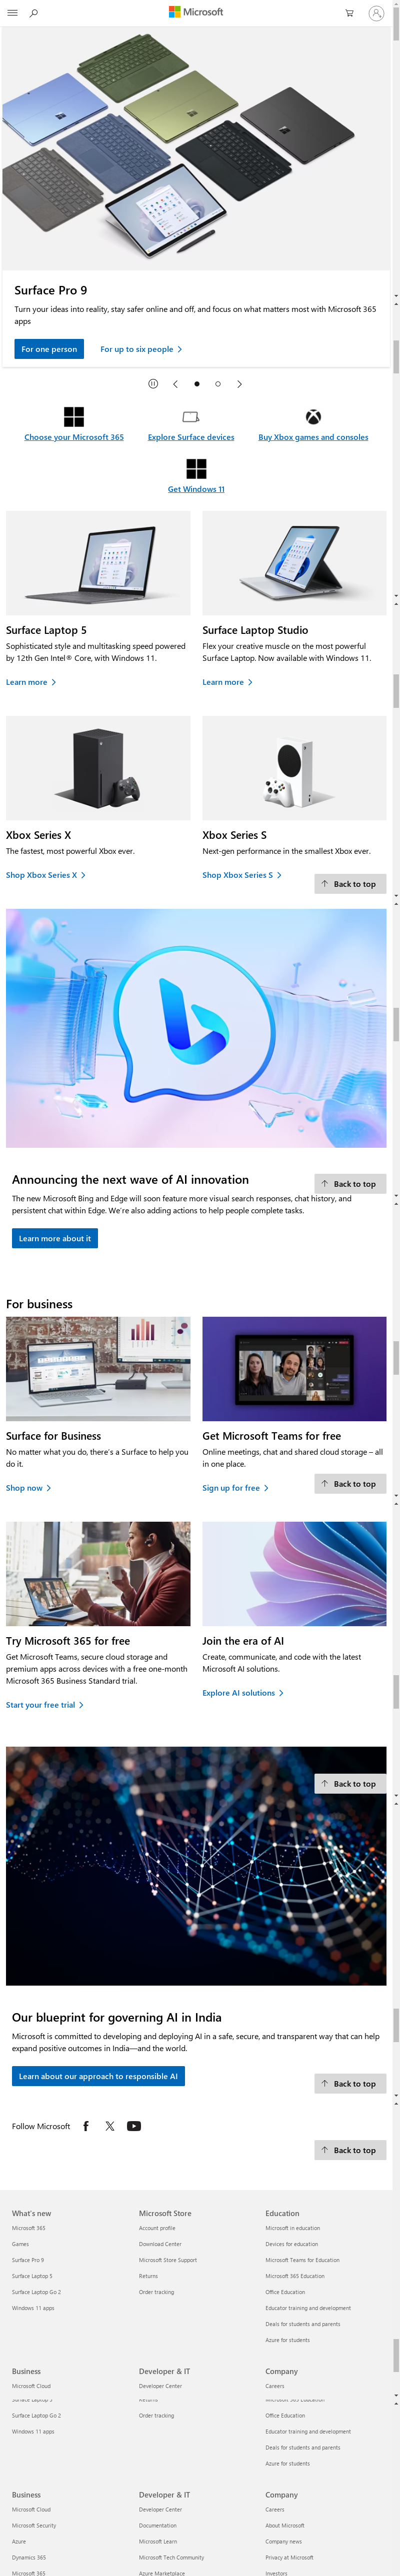 Microsoft
Surface Pro 9
Turn your ideas into reality, stay safer online and off, and focus on what matters most with Microsoft 365
apps
For one person
For up to six people
Choose your Microsoft 365
Explore Surface devices
Buy Xbox games and consoles
Get Windows 11
Surface Laptop 5
Sophisticated style and multitasking speed powered
by 12th Gen Intel® Core, with Windows 11.
Learn more
Surface Laptop Studio
Flex your creative muscle on the most powerful
Surface Laptop. Now available with Windows 11.
Learn more
Xbox Series X
The fastest, most powerful Xbox ever.
Shop Xbox Series X
Xbox Series S
Next-gen performance in the smallest Xbox ever.
Shop Xbox Series S
Back to top
Announcing the next wave of AI innovation
Back to top
The new Microsoft Bing and Edge will soon feature more visual search responses, chat history, and
persistent chat within Edge. We're also adding actions to help people complete tasks.
Learn more about it
For business
Surface for Business
No matter what you do, there's a Surface to help you
do it.
Shop now
Get Microsoft Teams for free
Online meetings, chat and shared cloud storage – all
in one place.
Sign up for free
Back to top
Try Microsoft 365 for free
Get Microsoft Teams, secure cloud storage and
premium apps across devices with a free one-month
Microsoft 365 Business Standard trial.
Start your free trial
Join the era of AI
Create, communicate, and code with the latest
Microsoft AI solutions.
Explore AI solutions
Back to top
Our blueprint for governing AI in India
Microsoft is committed to developing and deploying AI in a safe, secure, and transparent way that can help
expand positive outcomes in India—and the world.
Learn about our approach to responsible AI
Back to top
Follow Microsoft
Back to top
What's new
Microsoft 365
Games
Surface Pro 9
Surface Laptop 5
Surface Laptop Go 2
Windows 11 apps
Microsoft Store
Account profile
Download Center
Microsoft Store Support
Returns
Order tracking
Education
Microsoft in education
Devices for education
Microsoft Teams for Education
Microsoft 365 Education
Office Education
Educator training and development
Deals for students and parents
Azure for students
Business
Microsoft Cloud
Developer & IT
Developer Center
Company
Careers
Surface Laptop Go 2
Windows 11 apps
Order tracking
Office Education
Educator training and development
Deals for students and parents
Azure for students
Business
Microsoft Cloud
Microsoft Security
Azure
Dynamics 365
Microsoft 365
Developer & IT
Developer Center
Documentation
Microsoft Learn
Microsoft Tech Community
Azure Marketplace
Company
Careers
About Microsoft
Company news
Privacy at Microsoft
Investors